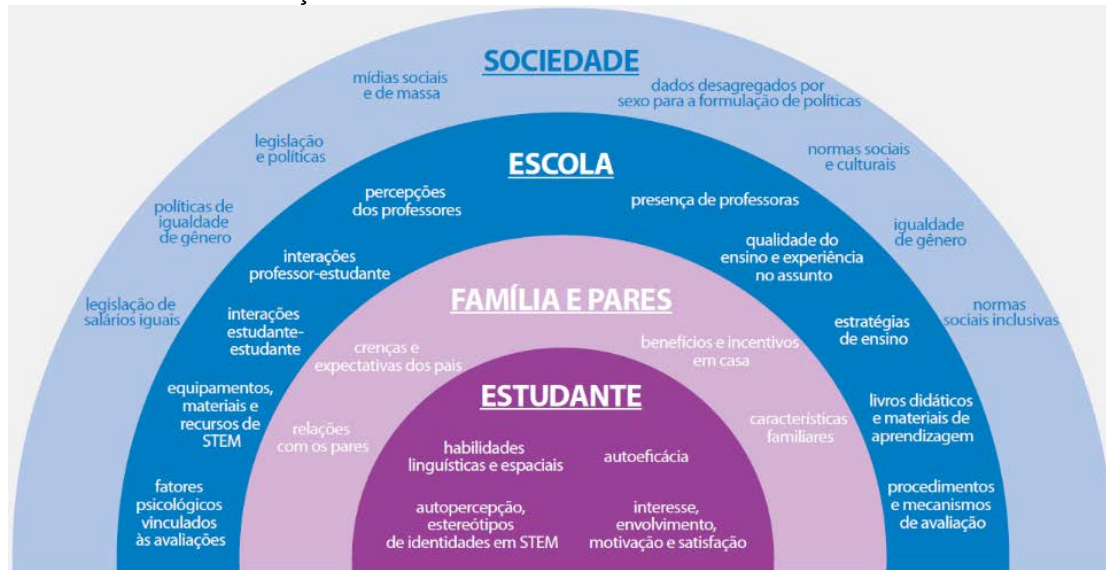 SOCIEDADE
mídias sociais
e de massa
dados desagregados por
sexo para a formulação de políticas
legislação
e políticas
normas sociais
e culturais
políticas de
igualdade
de gênero
igualdade
de gênero
legislação de
salários iguais
normas
sociais inclusivas
ESCOLA
percepções
dos professores
presença de professoras
interações
professor-estudante
qualidade do
ensino e experiência
no assunto
interações
estudante-
estudante
estratégias
de ensino
equipamentos,
materiais e
recursos de
STEM
livros didáticos
e materiais de
aprendizagem
fatores
psicológicos
vinculados
às avaliações
procedimentos
e mecanismos
de avaliação
FAMÍLIA E PARES
crenças e
expectativas dos pais
benefícios e incentivos
em casa
relações
com os pares
características
familiares
ESTUDANTE
habilidades
linguísticas e espaciais
autoeficácia
autopercepção,
estereótipos
de identidades em STEM
interesse,
envolvimento,
motivação e satisfação